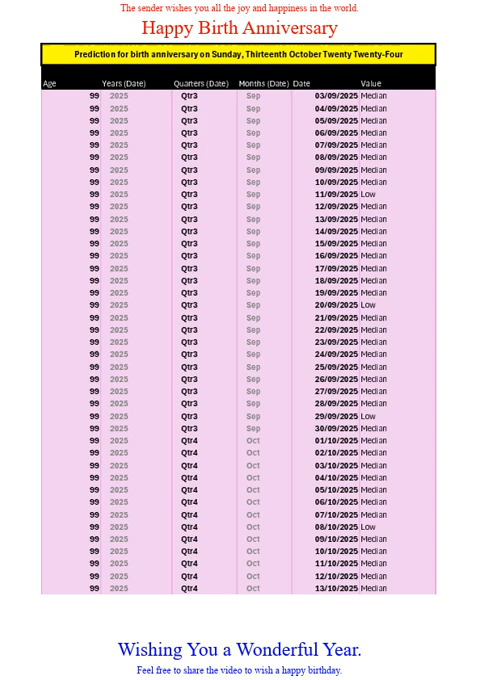 The sender wishes you all the joy and happiness in the world.
Happy Birth Anniversary
Prediction for birth anniversary on Sunday, Thirteenth October Twenty Twenty-Four
Age Years (Date) Quarters (Date) Months (Date) Date Value
99 2025 Qtr3 Sep 03/09/2025 Median
99 2025 Qtr3 Sep 04/09/2025 Median
99 2025 Qtr3 Sep 05/09/2025 Median
99 2025 Qtr3 Sep 06/09/2025 Median
99 2025 Qtr3 Sep 07/09/2025 Median
99 2025 Qtr3 Sep 08/09/2025 Median
99 2025 Qtr3 Sep 09/09/2025 Median
99 2025 Qtr3 Sep 10/09/2025 Median
99 2025 Qtr3 Sep 11/09/2025 Low
99 2025 Qtr3 Sep 12/09/2025 Median
99 2025 Qtr3 Sep 13/09/2025 Median
99 2025 Qtr3 Sep 14/09/2025 Median
99 2025 Qtr3 Sep 15/09/2025 Median
99 2025 Qtr3 Sep 16/09/2025 Median
99 2025 Qtr3 Sep 17/09/2025 Median
99 2025 Qtr3 Sep 18/09/2025 Median
99 2025 Qtr3 Sep 19/09/2025 Median
99 2025 Qtr3 Sep 20/09/2025 Low
99 2025 Qtr3 Sep 21/09/2025 Median
99 2025 Qtr3 Sep 22/09/2025 Median
99 2025 Qtr3 Sep 23/09/2025 Median
99 2025 Qtr3 Sep 24/09/2025 Median
99 2025 Qtr3 Sep 25/09/2025 Median
99 2025 Qtr3 Sep 26/09/2025 Median
99 2025 Qtr3 Sep 27/09/2025 Median
99 2025 Qtr3 Sep 28/09/2025 Median
99 2025 Qtr3 Sep 29/09/2025 Low
99 2025 Qtr3 Sep 30/09/2025 Median
99 2025 Qtr4 Oct 01/10/2025 Median
99 2025 Qtr4 Oct 02/10/2025 Median
99 2025 Qtr4 Oct 03/10/2025 Median
99 2025 Qtr4 Oct 04/10/2025 Median
99 2025 Qtr4 Oct 05/10/2025 Median
99 2025 Qtr4 Oct 06/10/2025 Median
99 2025 Qtr4 Oct 07/10/2025 Median
99 2025 Qtr4 Oct 08/10/2025 Low
99 2025 Qtr4 Oct 09/10/2025 Median
99 2025 Qtr4 Oct 10/10/2025 Median
99 2025 Qtr4 Oct 11/10/2025 Median
99 2025 Qtr4 Oct 12/10/2025 Median
99 2025 Qtr4 Oct 13/10/2025 Median
Wishing You a Wonderful Year.
Feel free to share the video to wish a happy birthday.